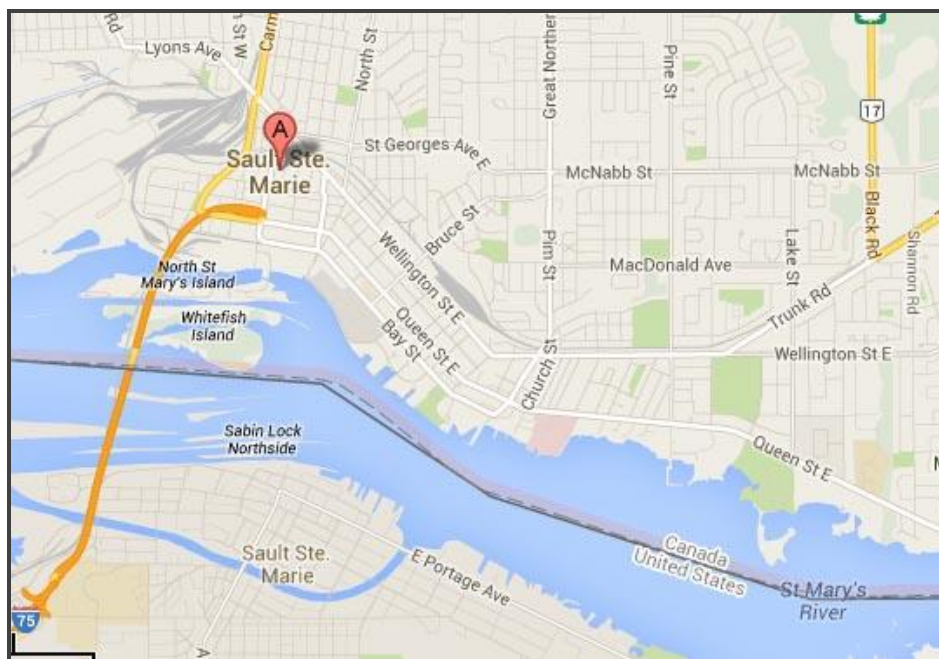 Rd
Lyons Ave
n St W
Carm
North St
Great Norther
Pine St
17
A
Sault Ste.
Marie
St Georges Ave E
McNabb St
McNabb St
Black Rd
Bruce St
Pim St
Wellington St E
MacDonald Ave
Lake St
Shannon Rd
North St
Mary's Island
Whitefish
Island
Queen St E
Bay St
Trunk Rd
Church St
Wellington St E
Sabin Lock
Northside
Queen St E
M
Sault Ste.
Marie
E Portage Ave
Canada
United States
St Mary's
River
75
A